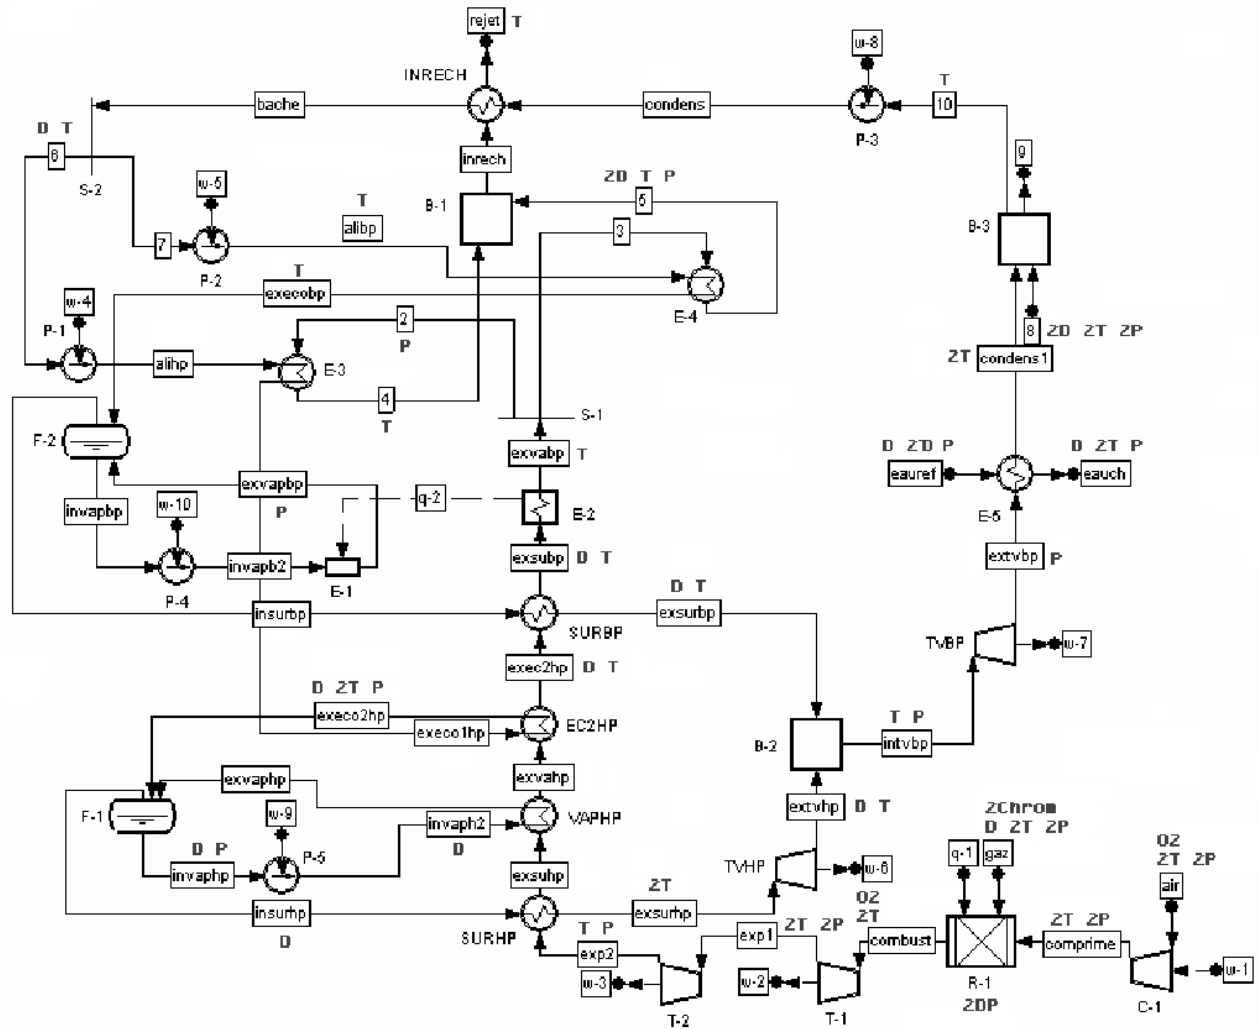 rejet T
w-8
INRECH
T
bache
condens
10
P-3
D T
6
S-2
inrech
9
w-5
T
alibp
B-1
2D T P
5
3
B-3
7
P-2
T
execobp
w-4
P-1
2
P
E-4
8 2D 2T 2P
2T condens1
alihp
E-3
4
T
S-1
F-2
exvabp T
D 2D P
eauref
D 2T P
eauch
exvapbp
P
q-2
E-2
E-5
invapbp
w-10
exsubp D T
extvbp P
invapb2
E-1
P-4
insurbp
SURBP
D T
exsurbp
TVBP
w-7
exec2hp D T
D 2T P
execo2hp
execo1hp
EC2HP
T P
intvbp
B-2
exvaphp
exvahp
F-1
w-9
invaph2
D
VAPHP
extvhp D T
2Chrom
D 2T 2P
O2
2T 2P
D P
invaphp
P-5
exsuhp
TVHP
w-6
q-1
gaz
air
insurhp
D
SURHP
2T
exsurhp
O2
2T
T P
exp2
exp1
2T 2P
combust
2T 2P
comprime
w-3
T-2
w-2
T-1
R-1
2DP
C-1
w-1